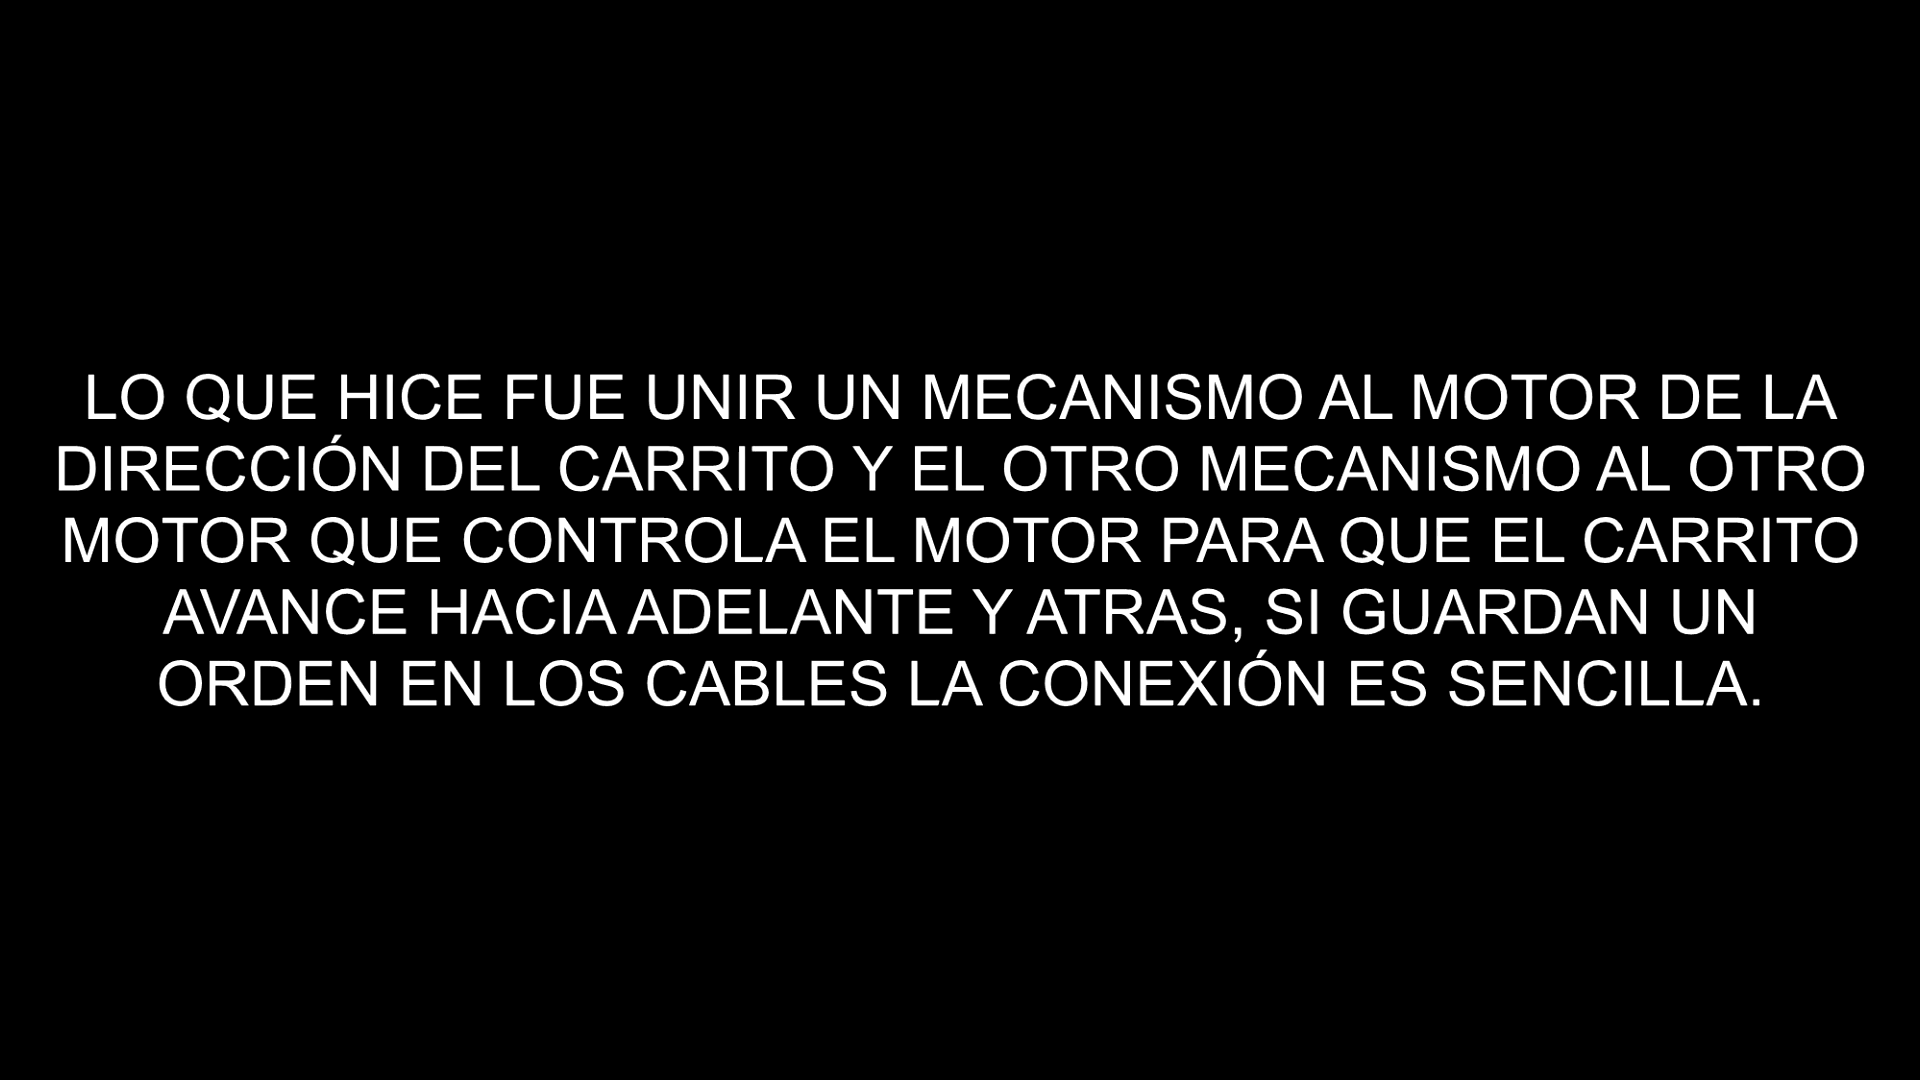 LO QUE HICE FUE UNIR UN MECANISMO AL MOTOR DE LA
DIRECCIÓN DEL CARRITO Y EL OTRO MECANISMO AL OTRO
MOTOR QUE CONTROLA EL MOTOR PARA QUE EL CARRITO
AVANCE HACIA ADELANTE Y ATRAS, SI GUARDAN UN
ORDEN EN LOS CABLES LA CONEXIÓN ES SENCILLA.